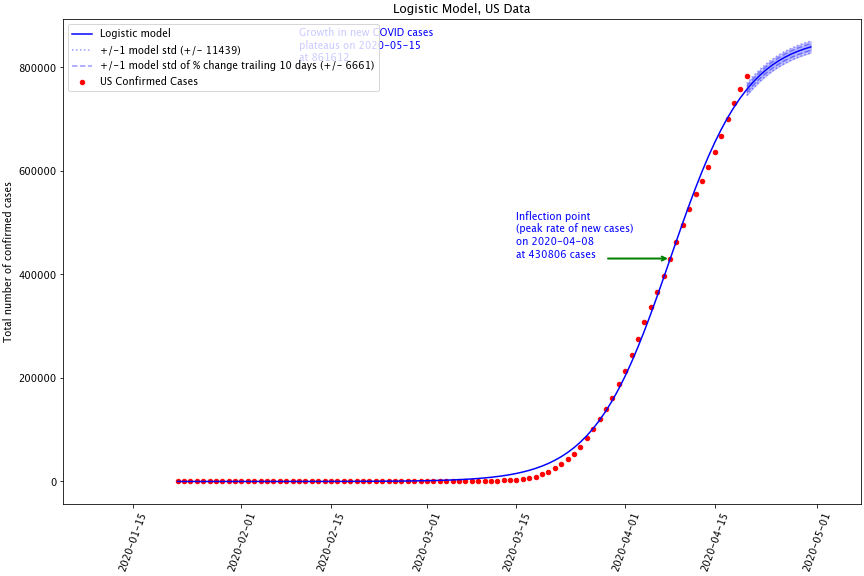 Logistic Model, US Data
Growth in new COVID cases
plateaus on 2020-05-15
at 861612
Logistic model
+/-1 model std (+/- 11439)
+/-1 model std of % change trailing 10 days (+/- 6661)
US Confirmed Cases
Total number of confirmed cases
800000
600000
400000
200000
0
Inflection point
(peak rate of new cases)
on 2020-04-08
at 430806 cases
2020-01-15
2020-02-01
2020-02-15
2020-03-01
2020-03-15
2020-04-01
2020-04-15
2020-05-01